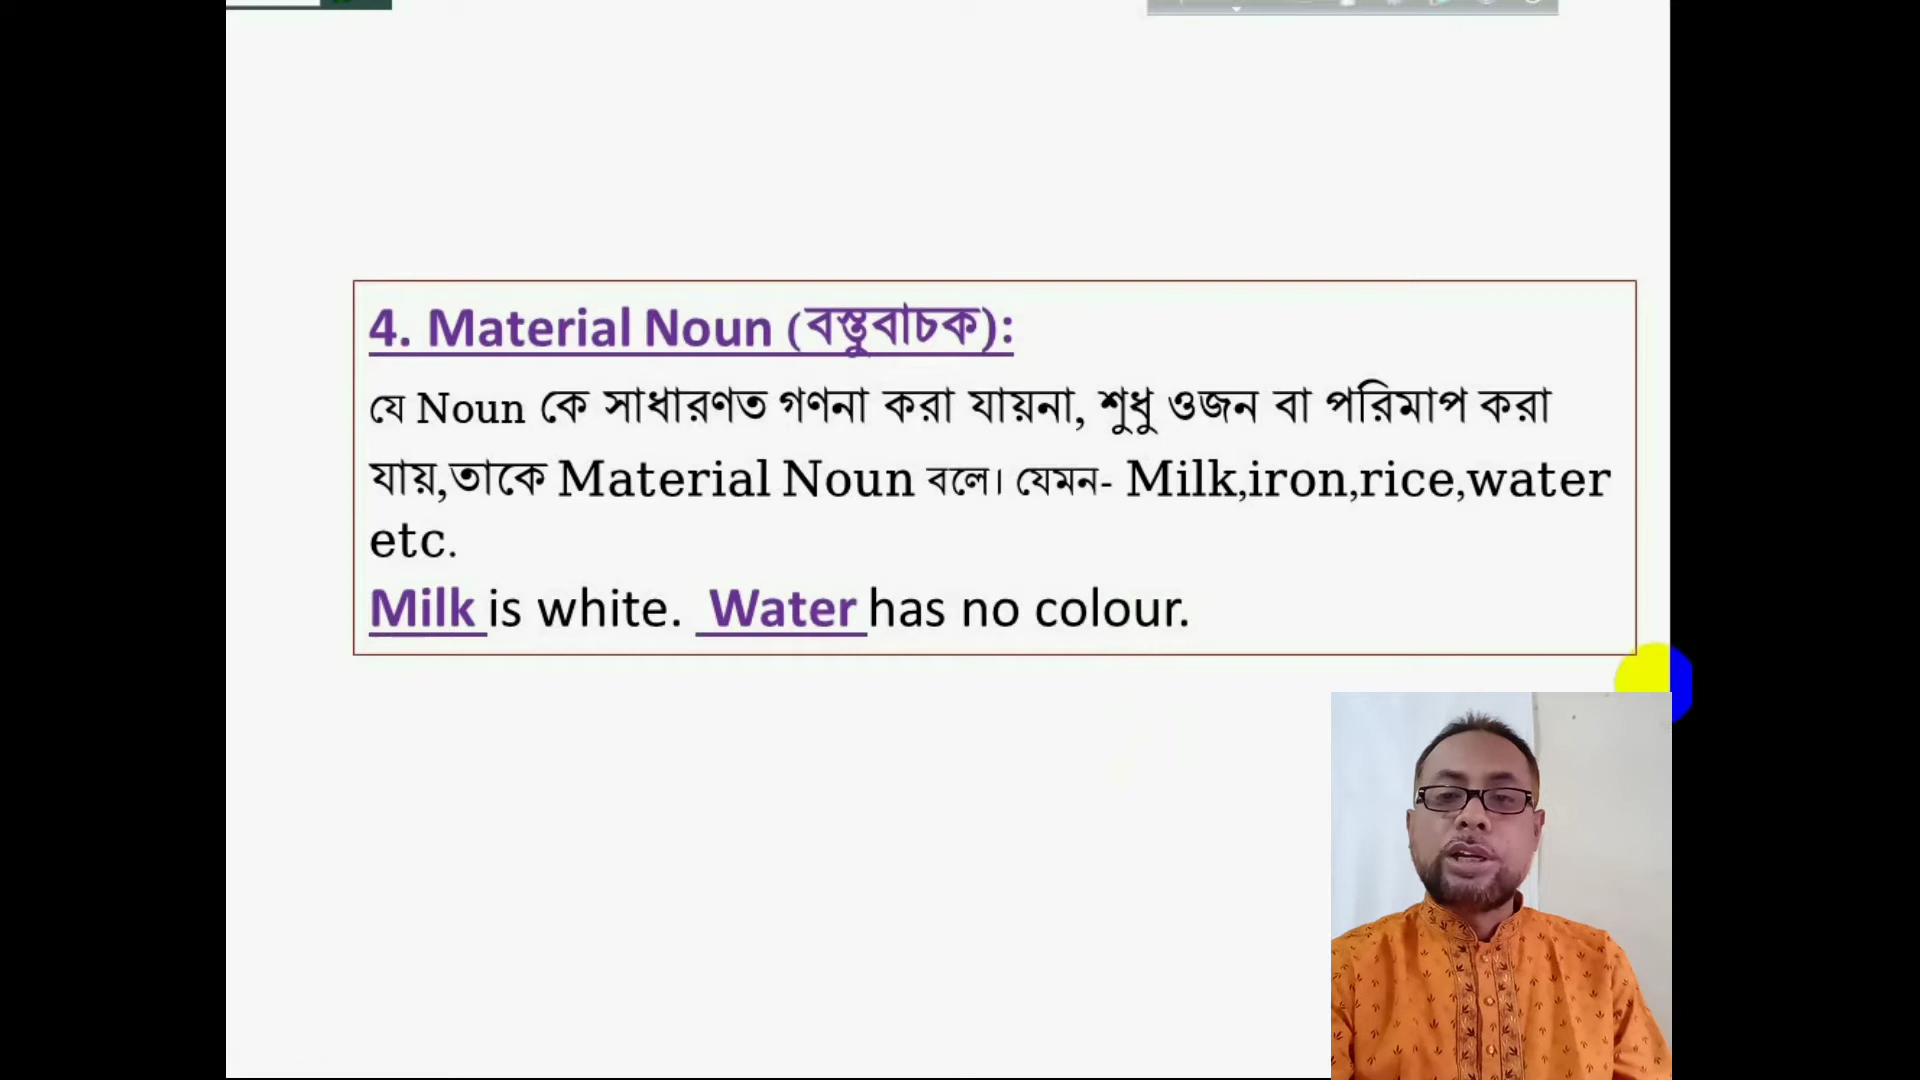 4. Material Noun (বস্তুবাচক):
যে Noun কে সাধারণত গণনা করা যায়না, শুধু ওজন বা পরিমাপ করা
যায়,তাকে Material Noun বলে। যেমন- Milk,iron,rice,water
etc.
Milk is white. Water has no colour.